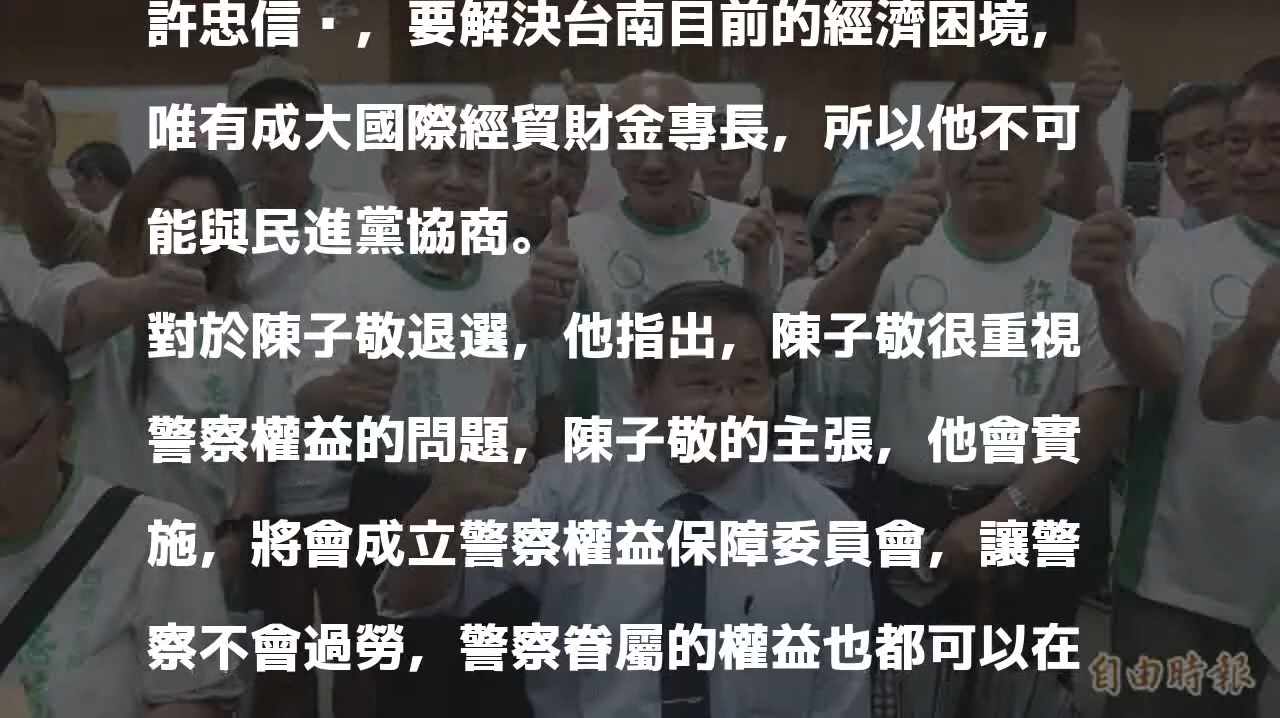 許忠信·，要解決台南目前的經濟困境，
唯有成大國際經貿財金專長，所以他不可
能與民進黨協商。
對於陳子敬退選，他指出，陳子敬很重視
警察權益的問題，陳子敬的主張，他會實
施，將會成立警察權益保障委員會，讓警
察不會過勞，警察眷屬的權益也都可以在
自由時報
許
許
信